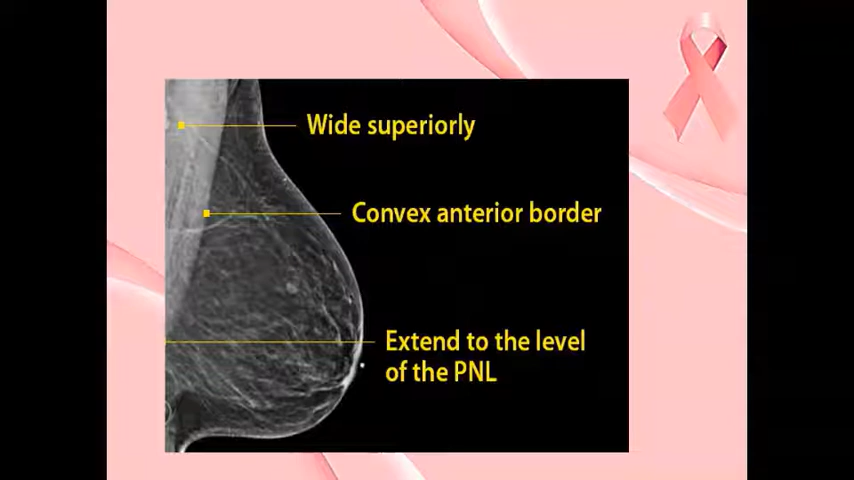 Wide superiorly
Convex anterior border
Extend to the level
of the PNL